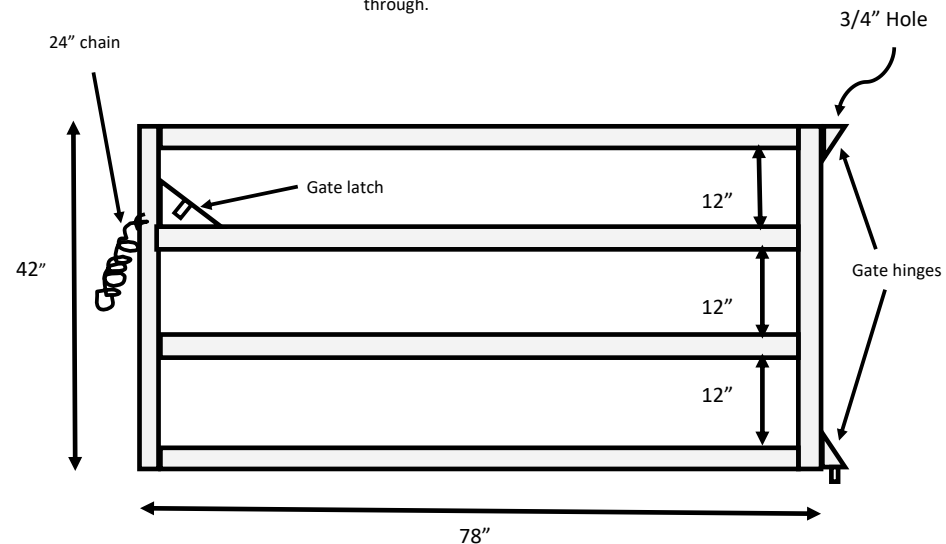 through.
3/4” Hole
24” chain
Gate latch
12”
42”
12”
Gate hinges
12”
78”